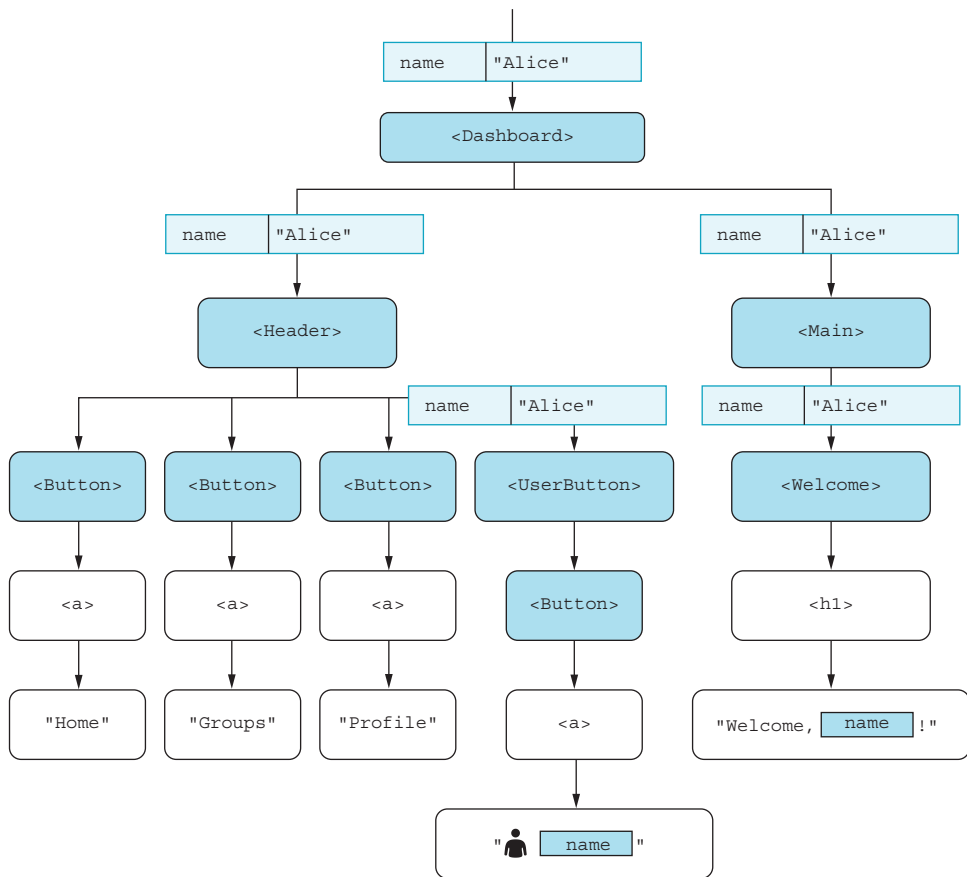 name "Alice"
<Dashboard>
name "Alice" name "Alice"
<Header> <Main>
name "Alice" name "Alice"
<Button> <Button> <Button> <UserButton> <Welcome>
<a> <a> <a> <Button> <h1>
"Home" "Groups" "Profile" <a> "Welcome, name !"
" name "